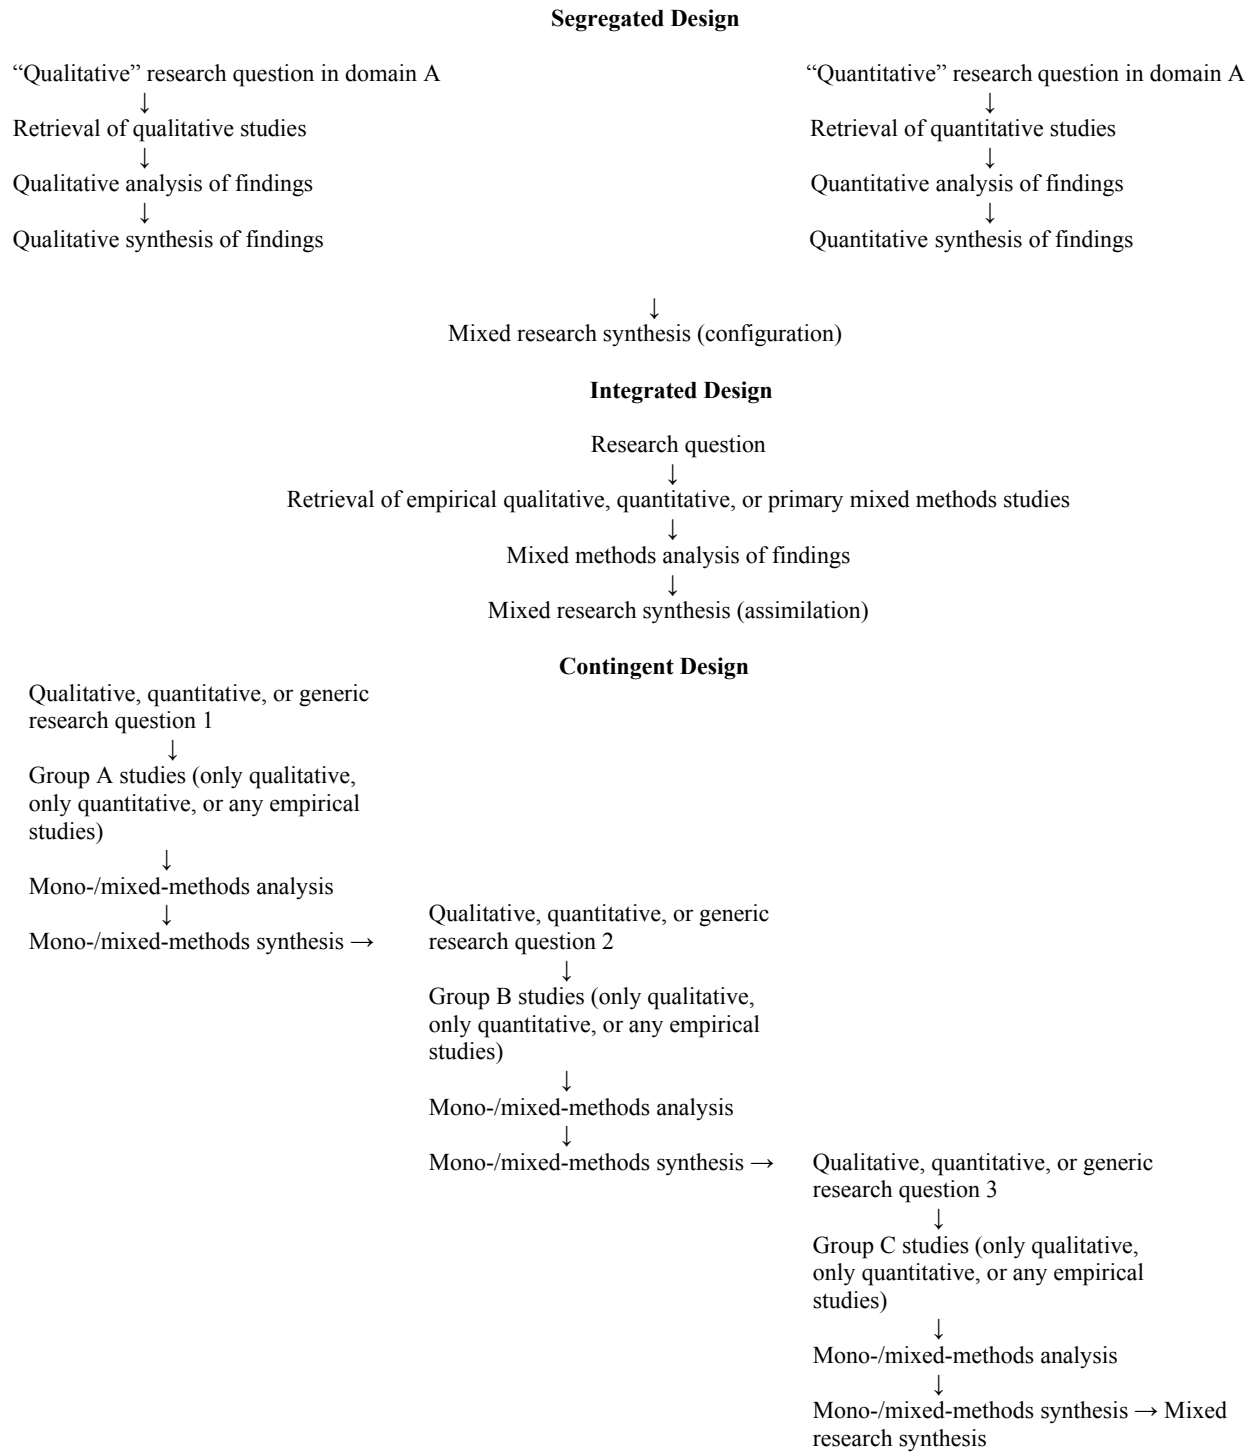 Segregated Design
“Qualitative” research question in domain A
↓
Retrieval of qualitative studies
↓
Qualitative analysis of findings
↓
Qualitative synthesis of findings
“Quantitative” research question in domain A
↓
Retrieval of quantitative studies
↓
Quantitative analysis of findings
↓
Quantitative synthesis of findings
↓
Mixed research synthesis (configuration)
Integrated Design
Research question
↓
Retrieval of empirical qualitative, quantitative, or primary mixed methods studies
↓
Mixed methods analysis of findings
↓
Mixed research synthesis (assimilation)
Contingent Design
Qualitative, quantitative, or generic
research question 1
↓
Group A studies (only qualitative,
only quantitative, or any empirical
studies)
↓
Mono-/mixed-methods analysis
↓
Mono-/mixed-methods synthesis →
Qualitative, quantitative, or generic
research question 2
↓
Group B studies (only qualitative,
only quantitative, or any empirical
studies)
↓
Mono-/mixed-methods analysis
↓
Mono-/mixed-methods synthesis →
Qualitative, quantitative, or generic
research question 3
↓
Group C studies (only qualitative,
only quantitative, or any empirical
studies)
↓
Mono-/mixed-methods analysis
↓
Mono-/mixed-methods synthesis → Mixed
research synthesis